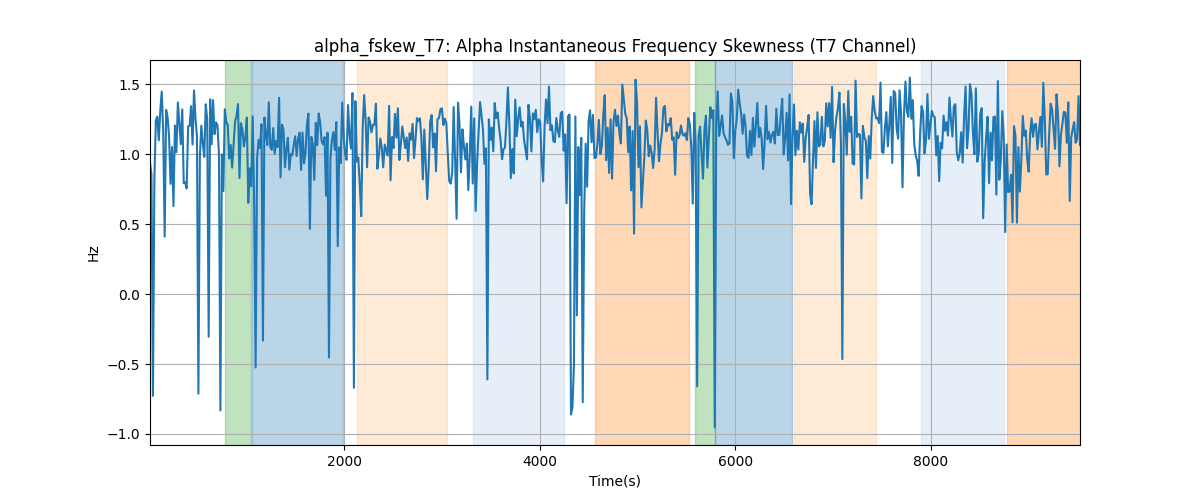 alpha_fskew_T7: Alpha Instantaneous Frequency Skewness (T7 Channel)
1.5
1.0
0.5
0.0
−0.5
−1.0
Hz
2000 4000 6000 8000
Time(s)